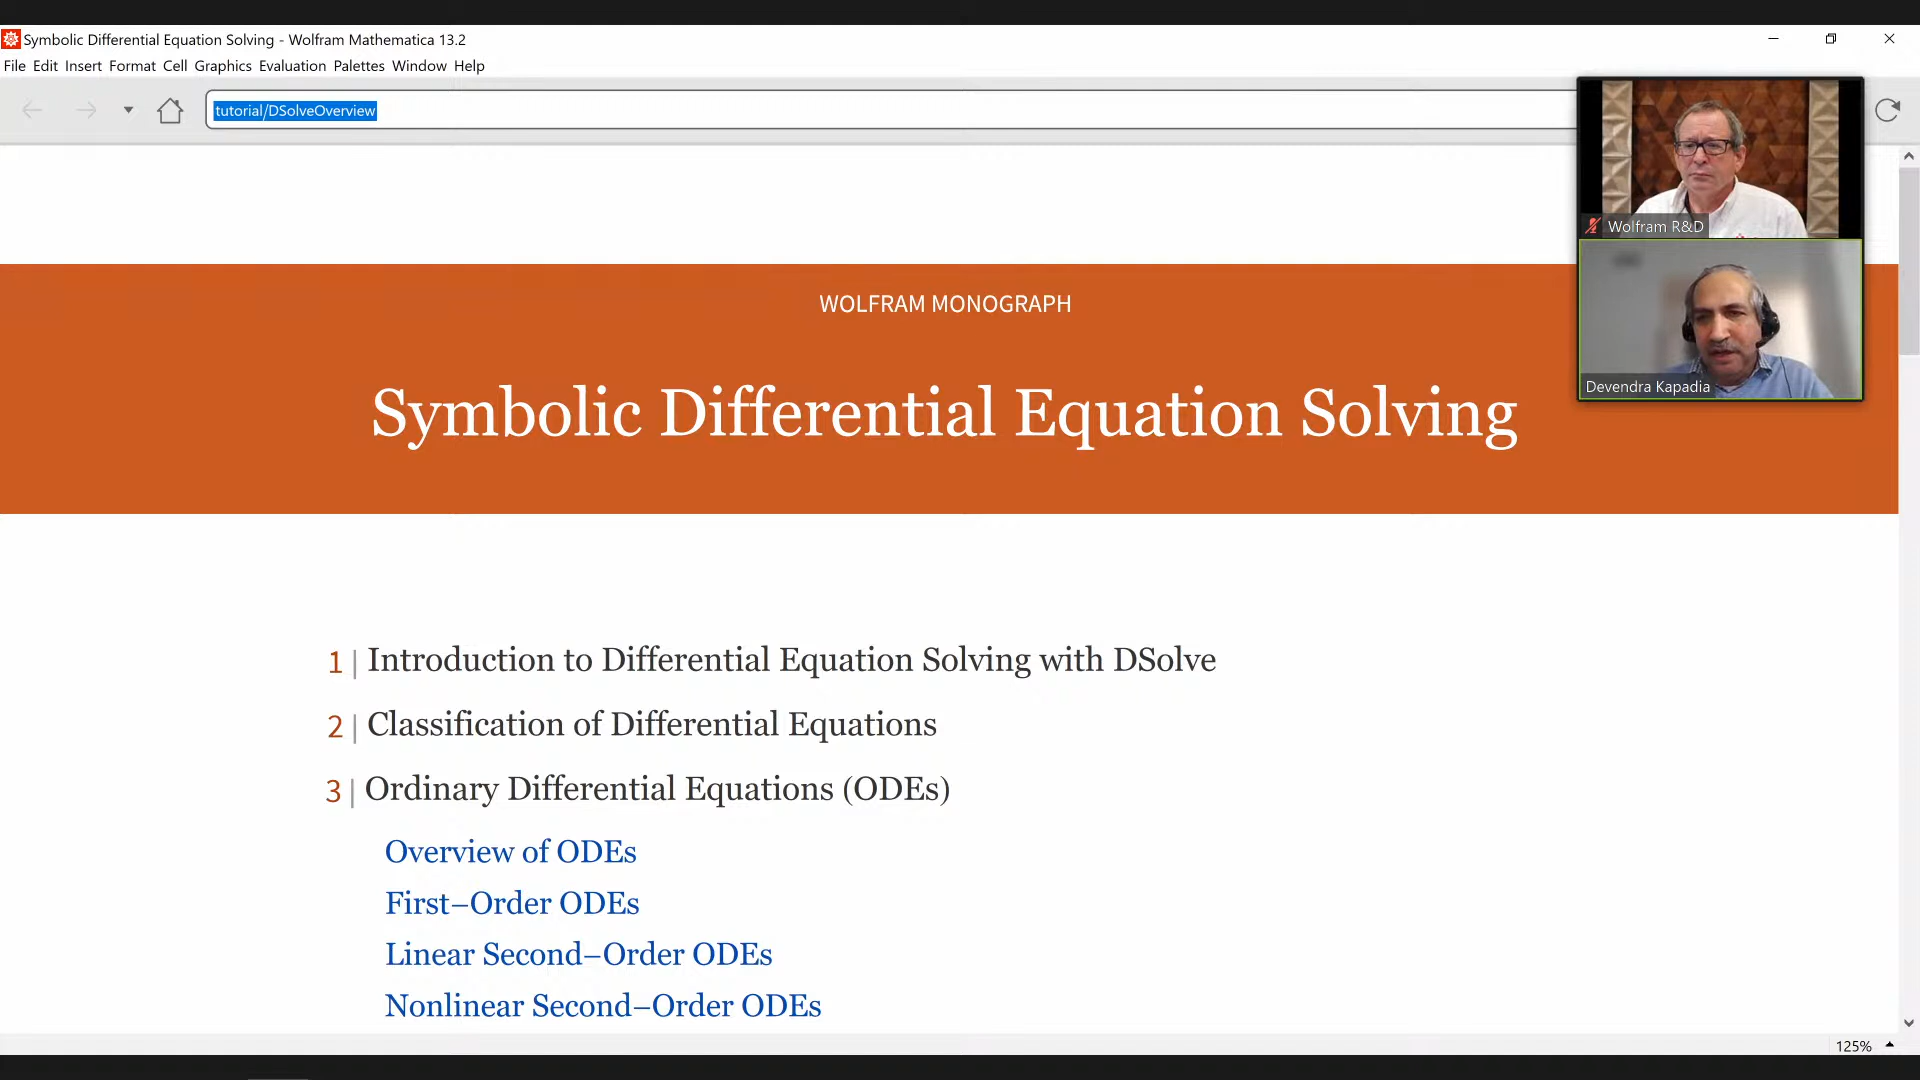 Symbolic Differential Equation Solving - Wolfram Mathematica 13.2
File Edit Insert Format Cell Graphics Evaluation Palettes Window Help
tutorial/DSolveOverview
Wolfram R&D
Devendra Kapadia
WOLFRAM MONOGRAPH
Symbolic Differential Equation Solving
1 | Introduction to Differential Equation Solving with DSolve
2 | Classification of Differential Equations
3 | Ordinary Differential Equations (ODEs)
Overview of ODEs
First–Order ODEs
Linear Second–Order ODEs
Nonlinear Second–Order ODEs
125%